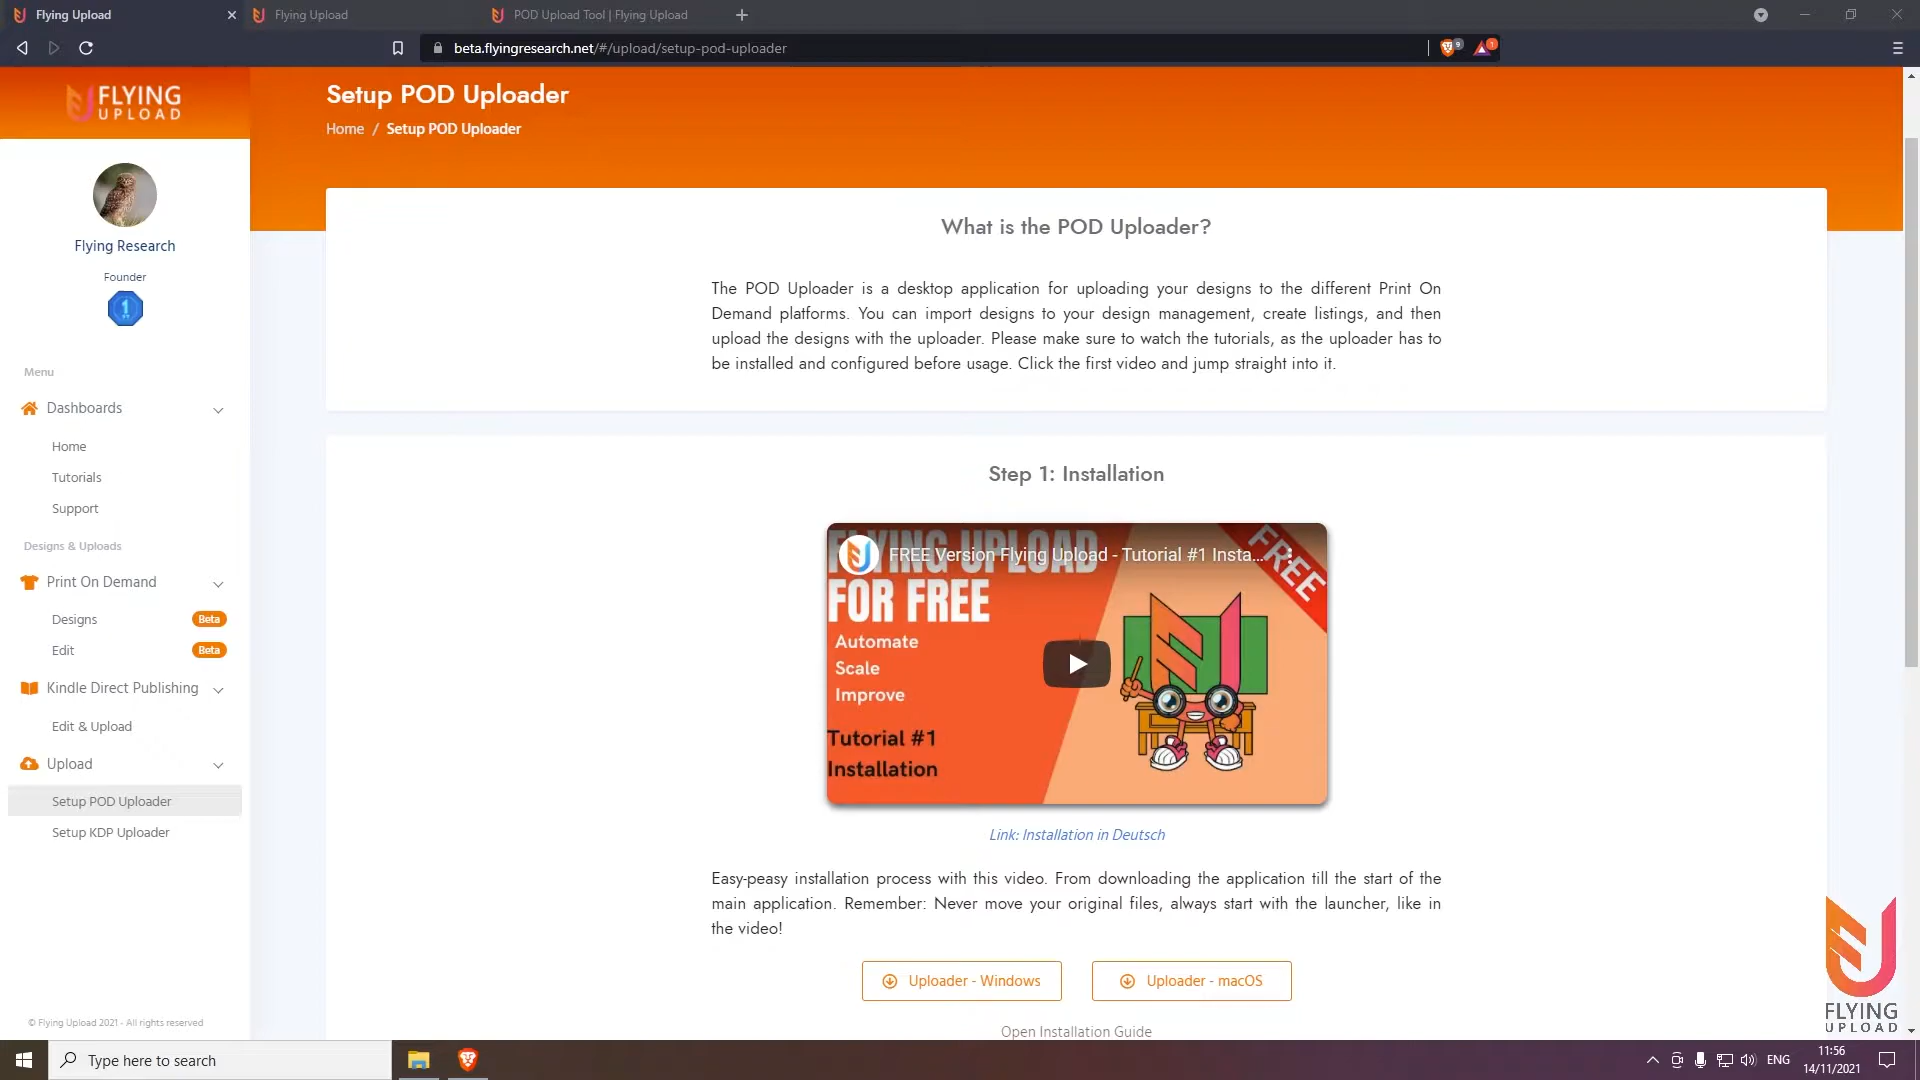 Flying Upload
Flying Upload
POD Upload Tool | Flying Upload
beta.flyingresearch.net/#/upload/setup-pod-uploader
9
1
FLYING
UPLOAD
Setup POD Uploader
Home / Setup POD Uploader
Flying Research
Founder
1
Menu
Dashboards
Home
Tutorials
Support
Designs & Uploads
Print On Demand
Designs Beta
Edit Beta
Kindle Direct Publishing
Edit & Upload
Upload
Setup POD Uploader
Setup KDP Uploader
© Flying Upload 2021 - All rights reserved
What is the POD Uploader?
The POD Uploader is a desktop application for uploading your designs to the different Print On
Demand platforms. You can import designs to your design management, create listings, and then
upload the designs with the uploader. Please make sure to watch the tutorials, as the uploader has to
be installed and configured before usage. Click the first video and jump straight into it.
Step 1: Installation
FREE Version Flying Upload - Tutorial #1 Insta...
FLYING UPLOAD
FOR FREE
FREE
Automate
Scale
Improve
Tutorial #1
Installation
Link: Installation in Deutsch
Easy-peasy installation process with this video. From downloading the application till the start of the
main application. Remember: Never move your original files, always start with the launcher, like in
the video!
Uploader - Windows
Uploader - macOS
Open Installation Guide
FLYING
UPLOAD
Type here to search
ENG
11:56
14/11/2021